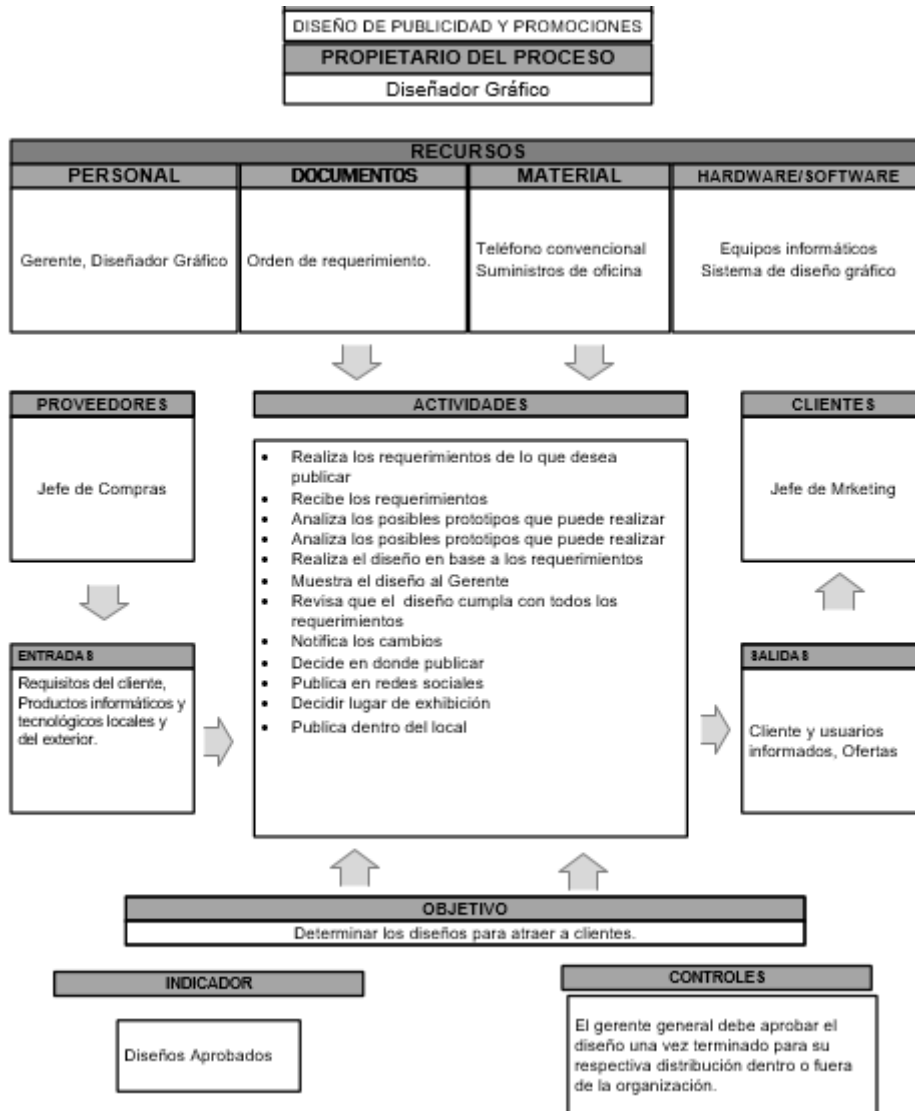 DISEÑO DE PUBLICIDAD Y PROMOCIONES
PROPIETARIO DEL PROCESO
Diseñador Gráfico
RECURSOS
PERSONAL
DOCUMENTOS
MATERIAL
HARDWARE/SOFTWARE
Gerente, Diseñador Gráfico
Orden de requerimiento.
Teléfono convencional
Suministros de oficina
Equipos informáticos
Sistema de diseño gráfico
PROVEEDORES
Jefe de Compras
ACTIVIDADES
CLIENTES
Jefe de Mrketing
• Realiza los requerimientos de lo que desea
publicar
• Recibe los requerimientos
• Analiza los posibles prototipos que puede realizar
• Analiza los posibles prototipos que puede realizar
• Realiza el diseño en base a los requerimientos
• Muestra el diseño al Gerente
• Revisa que el diseño cumpla con todos los
requerimientos
• Notifica los cambios
• Decide en donde publicar
• Publica en redes sociales
• Decidir lugar de exhibición
• Publica dentro del local
ENTRADAS
Requisitos del cliente,
Productos informáticos y
tecnológicos locales y
del exterior.
SALIDAS
Cliente y usuarios
informados, Ofertas
OBJETIVO
Determinar los diseños para atraer a clientes.
INDICADOR
Diseños Aprobados
CONTROLES
El gerente general debe aprobar el
diseño una vez terminado para su
respectiva distribución dentro o fuera
de la organización.